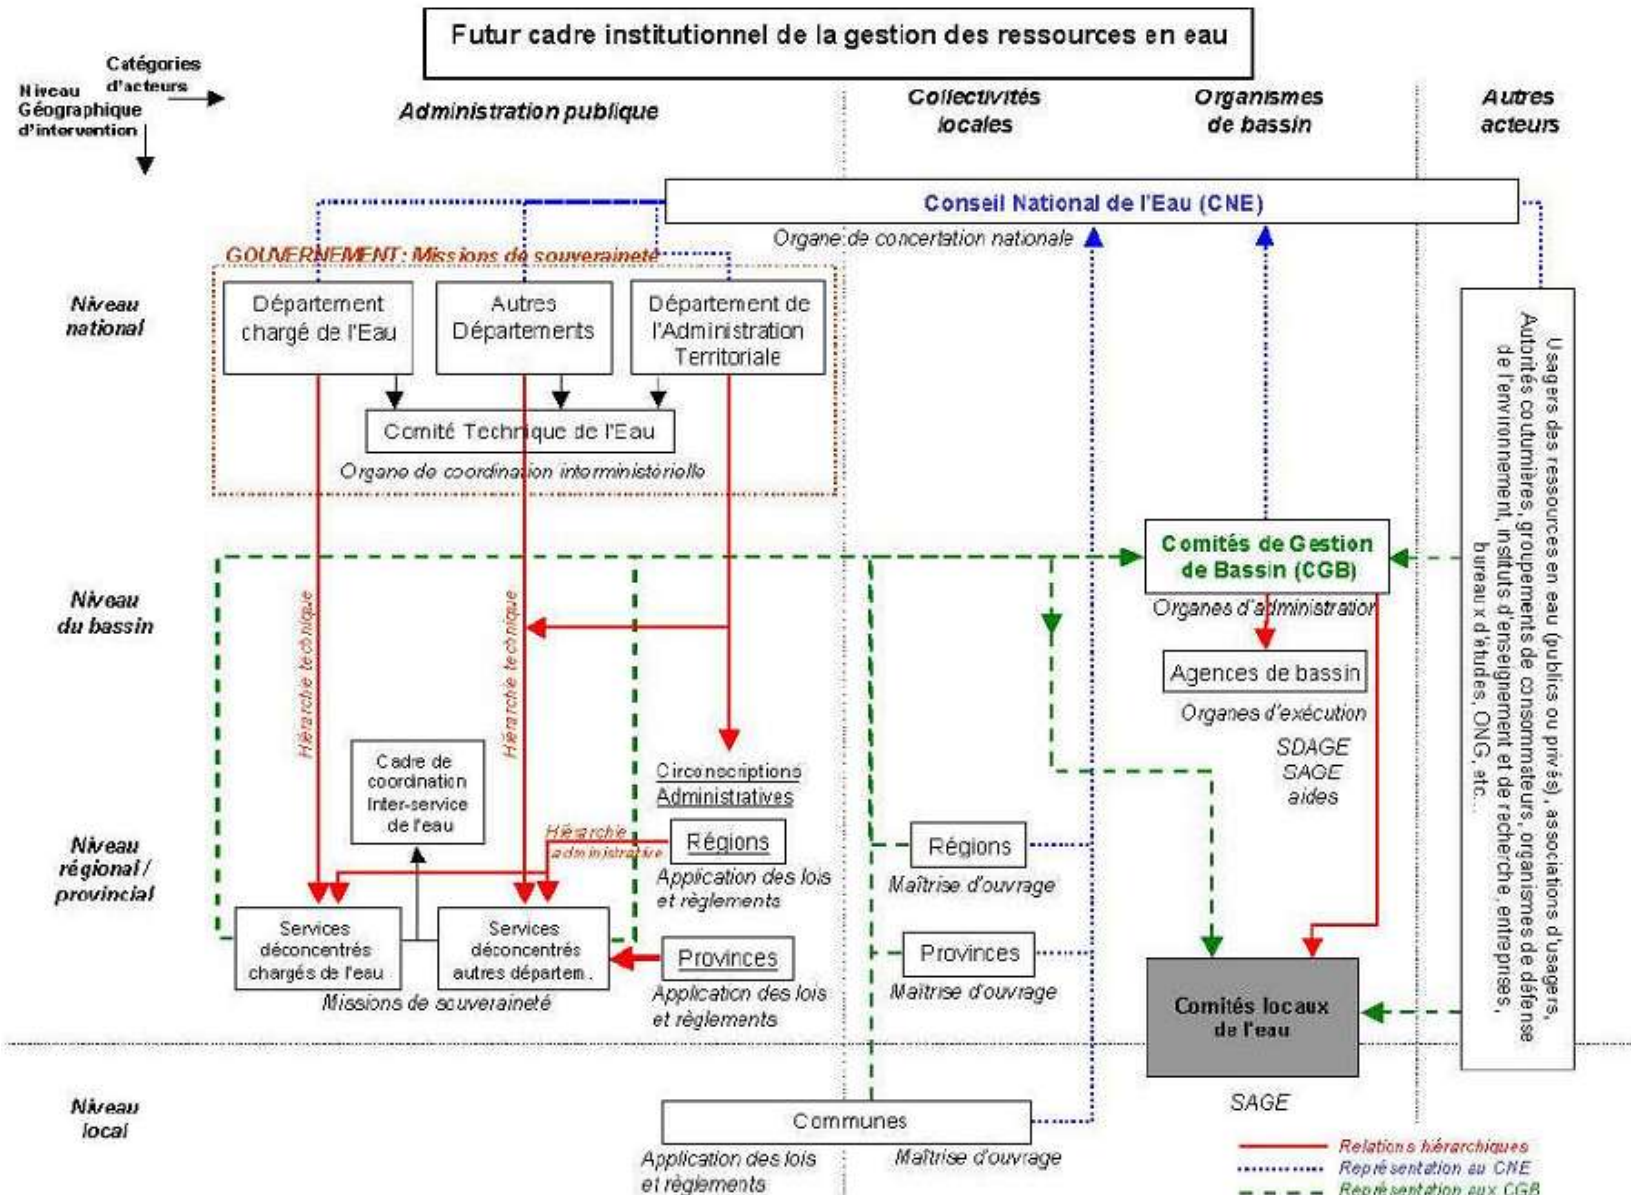 Futur cadre institutionnel de la gestion des ressources en eau
Catégories
d'acteurs
Niveau
Géographique
d'intervention
Administration publique
Collectivités
locales
Organismes
de bassin
Autres
acteurs
Conseil National de l'Eau (CNE)
Organe de concertation nationale
GOUVERNEMENT: Missions de souveraineté
Niveau
national
Département
chargé de l'Eau
Autres
Départements
Département de
l'Administration
Territoriale
Comité Technique de l'Eau
Organe de coordination interministérielle
Usagers des ressources en eau (publics ou privés), associations d'usagers,
Autorités coutumières, groupements de consommateurs, organismes de défense
de l'environnement, instituts d'enseignement et de recherche, entreprises,
bureaux d'études, ONG, etc...
Niveau
du bassin
Hiérarchie technique
Hiérarchie technique
Comités de Gestion
de Bassin (CGB)
Organes d'administration
Agences de bassin
Organes d'exécution
SDAGE
SAGE
aides
Niveau
régional /
provincial
Cadre de
coordination
Inter-service
de l'eau
Circonscriptions
Administratives
Hiérarchie
administrative
Régions
Application des lois
et règlements
Régions
Maîtrise d'ouvrage
Services
déconcentrés
chargés de l'eau
Services
déconcentrés
autres départem.
Missions de souveraineté
Provinces
Application des lois
et règlements
Provinces
Maîtrise d'ouvrage
Comités locaux
de l'eau
SAGE
Niveau
local
Communes
Application des lois
et règlements
Maîtrise d'ouvrage
Relations hiérarchiques
Représentation au CNE
Représentation aux CGB